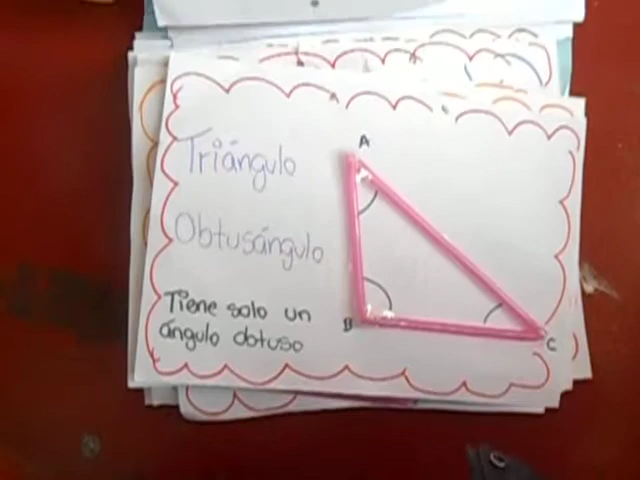 Triángulo
Obtusángulo
Tiene solo un
ángulo obtuso
A
B
C